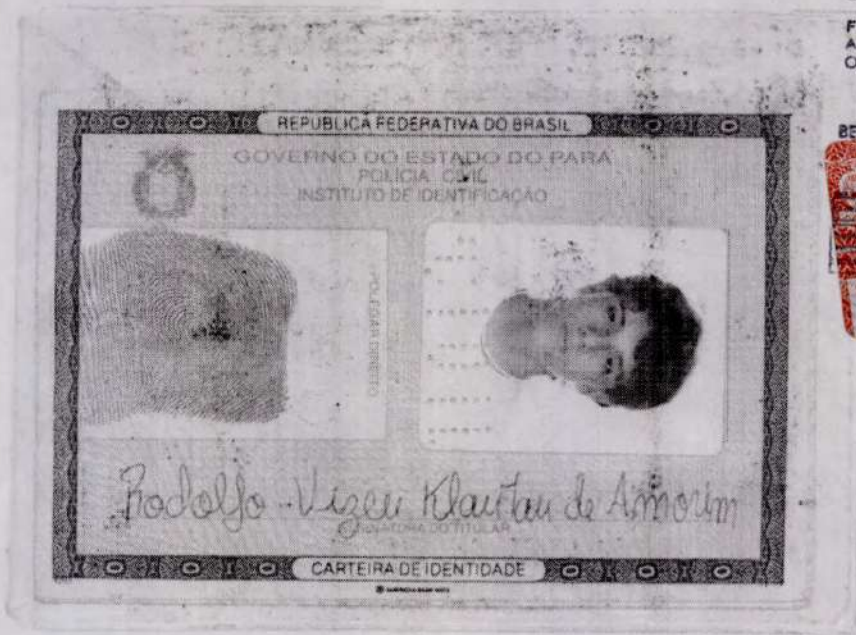 F
A
REPUBLICA FEDERATIVA DO BRASIL
GOVERNO DO ESTADO DO PARÁ
POLICIA CIVIL
INSTITUTO DE IDENTIFICAÇÃO
POLEGAR DIREITO
Rodolfo Vizeu Klautau de Amorim
ASSINATURA DO TITULAR
CARTEIRA DE IDENTIDADE